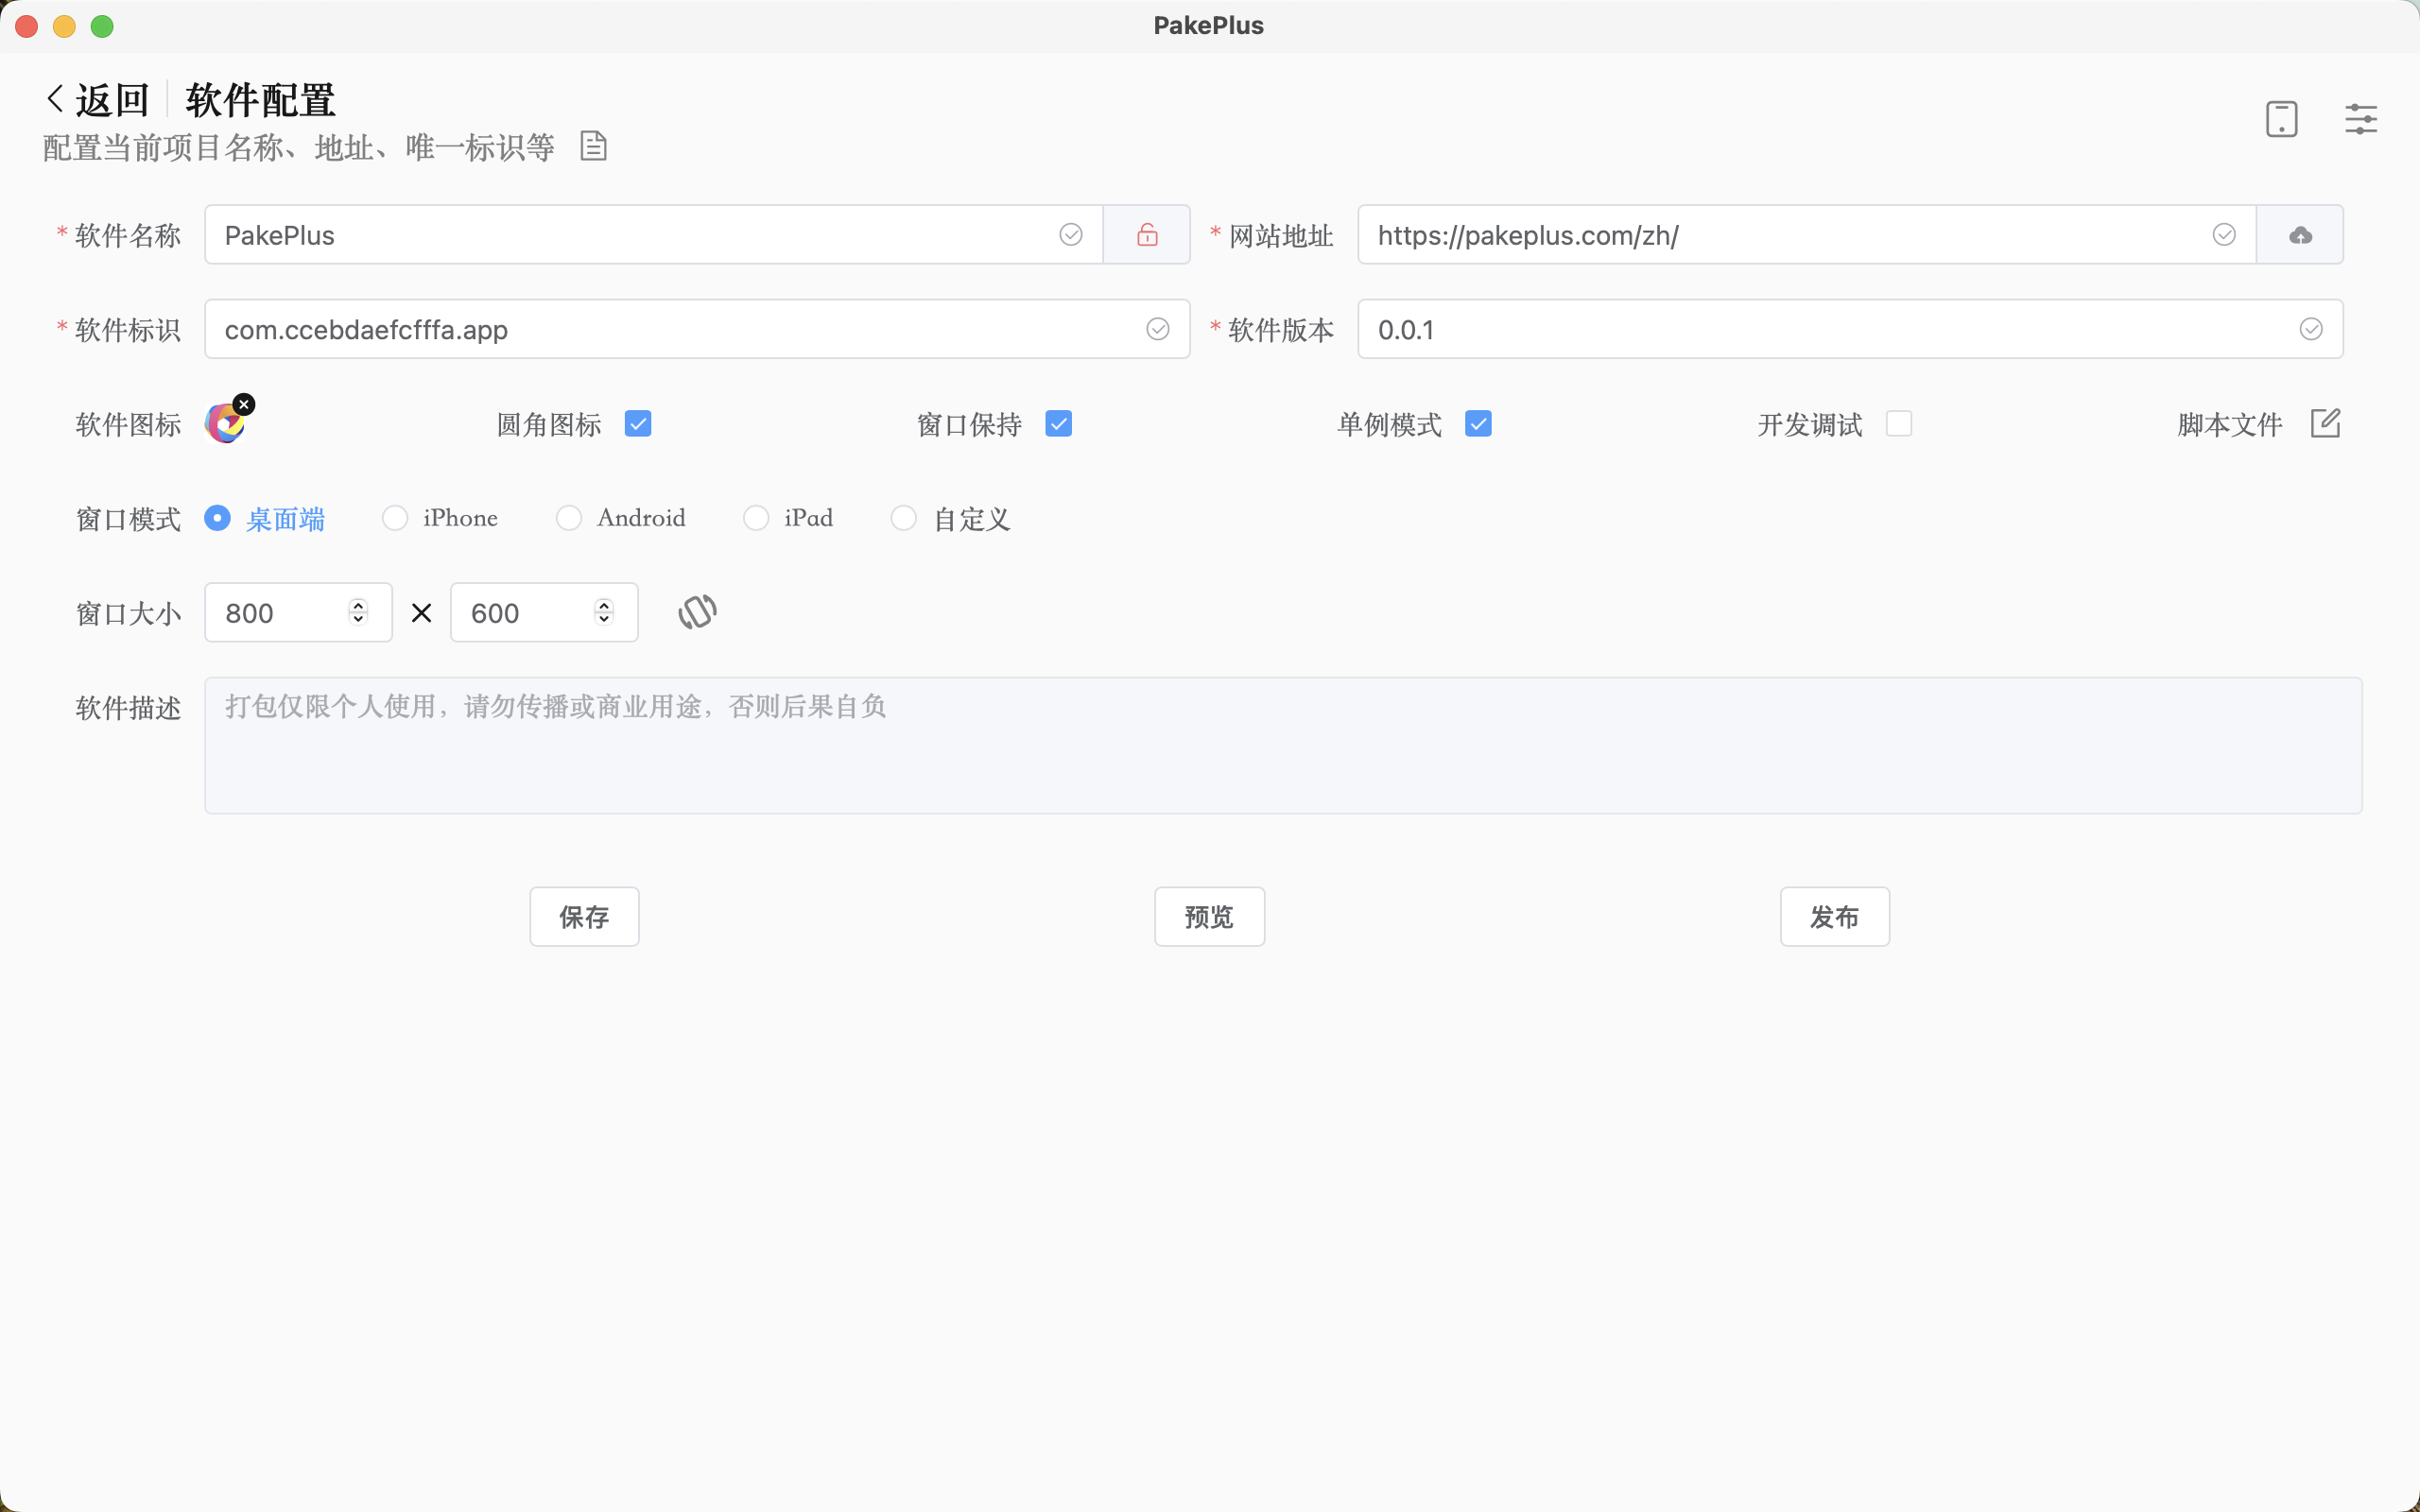 PakePlus
返回 软件配置
配置当前项目名称、地址、唯一标识等
* 软件名称 PakePlus * 网站地址 https://pakeplus.com/zh/
* 软件标识 com.ccebdaefcfffa.app * 软件版本 0.0.1
软件图标 圆角图标 窗口保持 单例模式 开发调试 脚本文件
窗口模式 桌面端 iPhone Android iPad 自定义
窗口大小 800 × 600
软件描述 打包仅限个人使用，请勿传播或商业用途，否则后果自负
保存 预览 发布